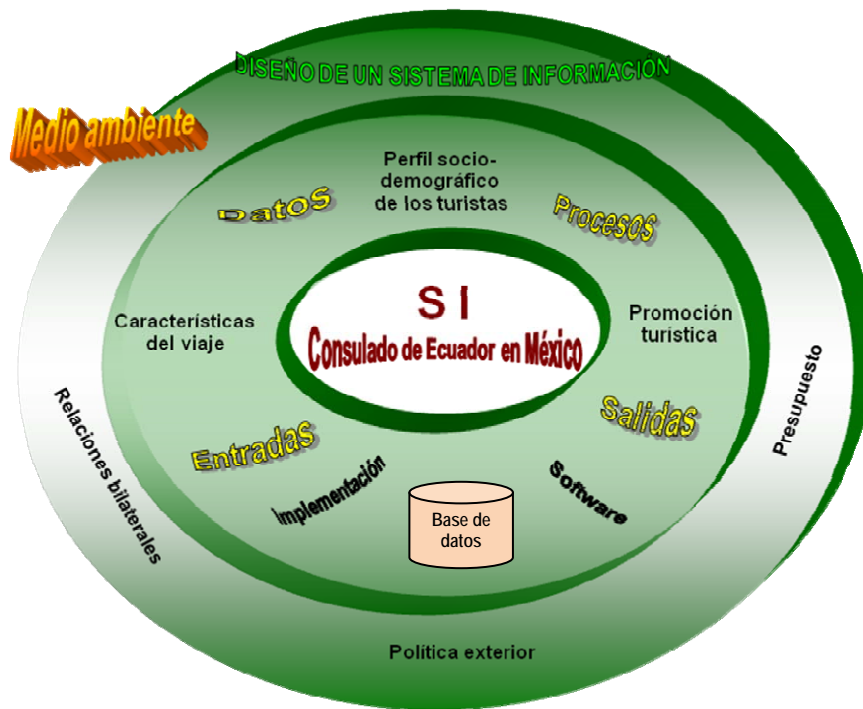 DISEÑO DE UN SISTEMA DE INFORMACIÓN
Medio ambiente
Perfil socio-
demográfico
de los turistas
Datos
Procesos
S I
Consulado de Ecuador en México
Características
del viaje
Promoción
turística
Presupuesto
Relaciones bilaterales
Entradas
Salidas
Implementación
Software
Base de
datos
Política exterior